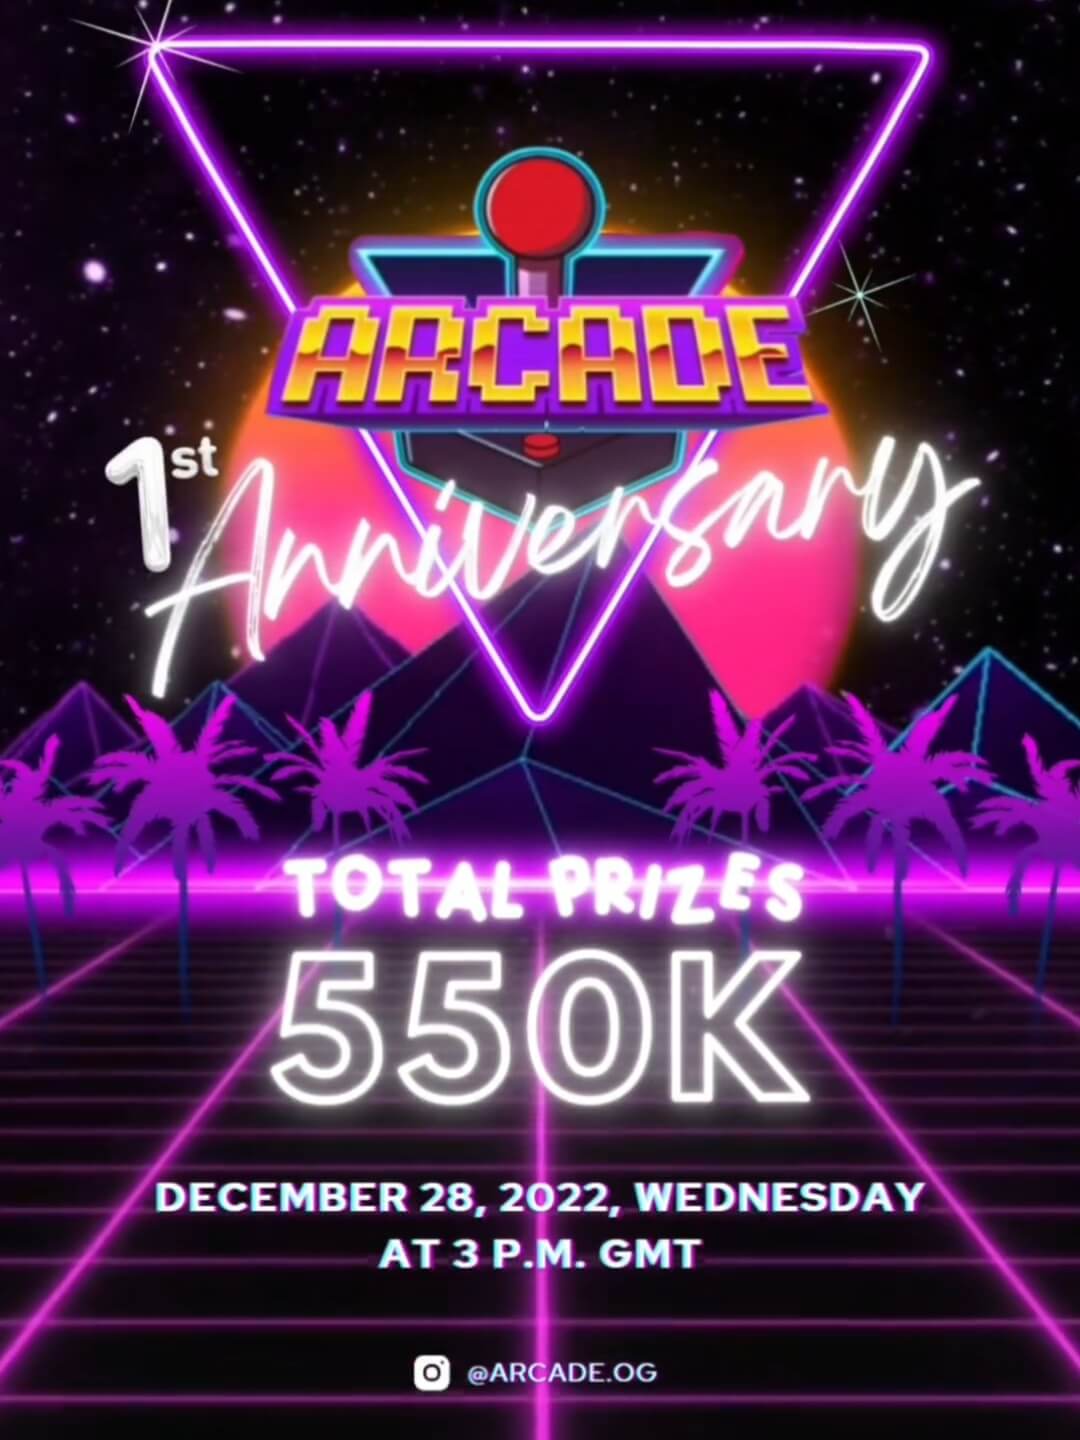 ARCADE
1st
Anniversary
TOTAL PRIZES
550K
DECEMBER 28, 2022, WEDNESDAY
AT 3 P.M. GMT
@ARCADE.OG